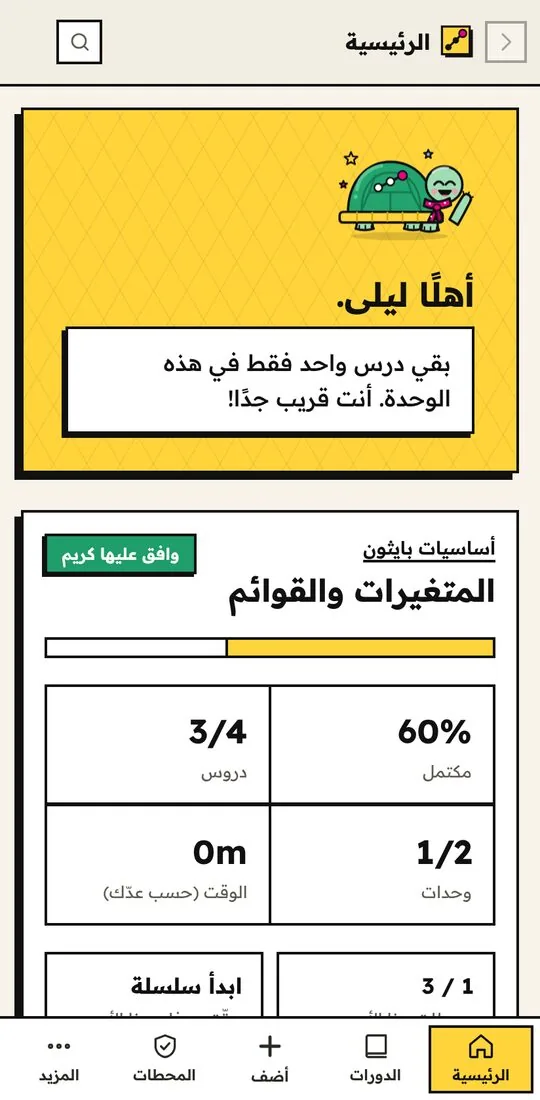 الرئيسية
أهلًا ليلى.
بقي درس واحد فقط في هذه
الوحدة. أنت قريب جدًا!
أساسيات بايثون
وافق عليها كريم
المتغيرات والقوائم
60%
مكتمل
3/4
دروس
1/2
وحدات
0m
الوقت (حسب عدّك)
3 / 1
ابدأ سلسلة
الرئيسية
الدورات
أضف
المحطات
المزيد